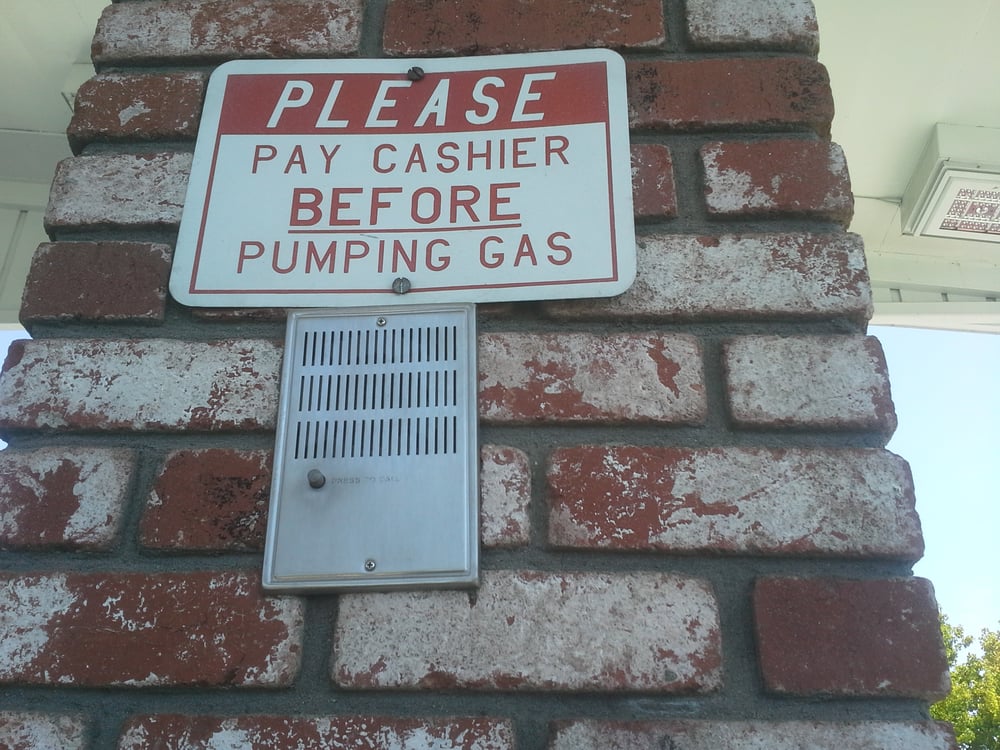 PLEASE
PAY CASHIER
BEFORE
PUMPING GAS
PRESS TO CALL